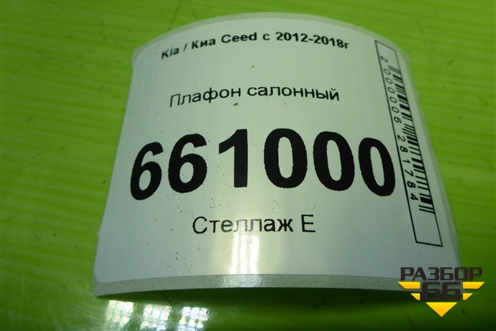 Kia / Киа Ceed с 2012-2018г
Плафон салонный
661000
Стеллаж Е
2000006281784
РАЗБОР
66